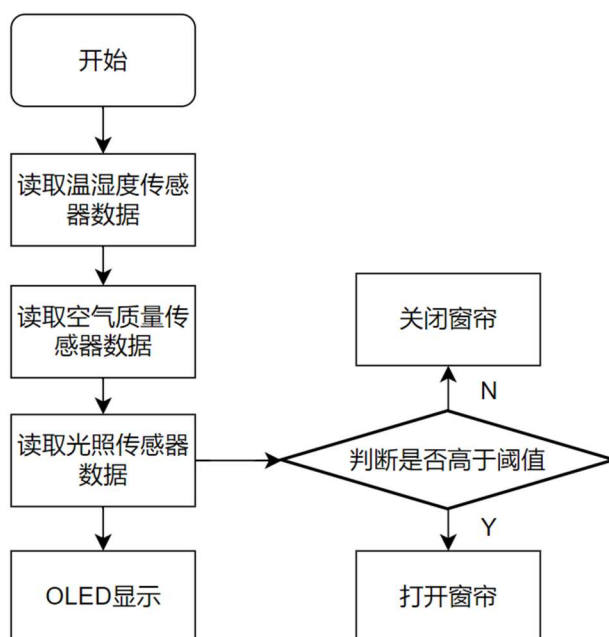 开始
读取温湿度传感
器数据
读取空气质量传
感器数据
关闭窗帘
N
读取光照传感器
数据
判断是否高于阈值
Y
OLED显示
打开窗帘